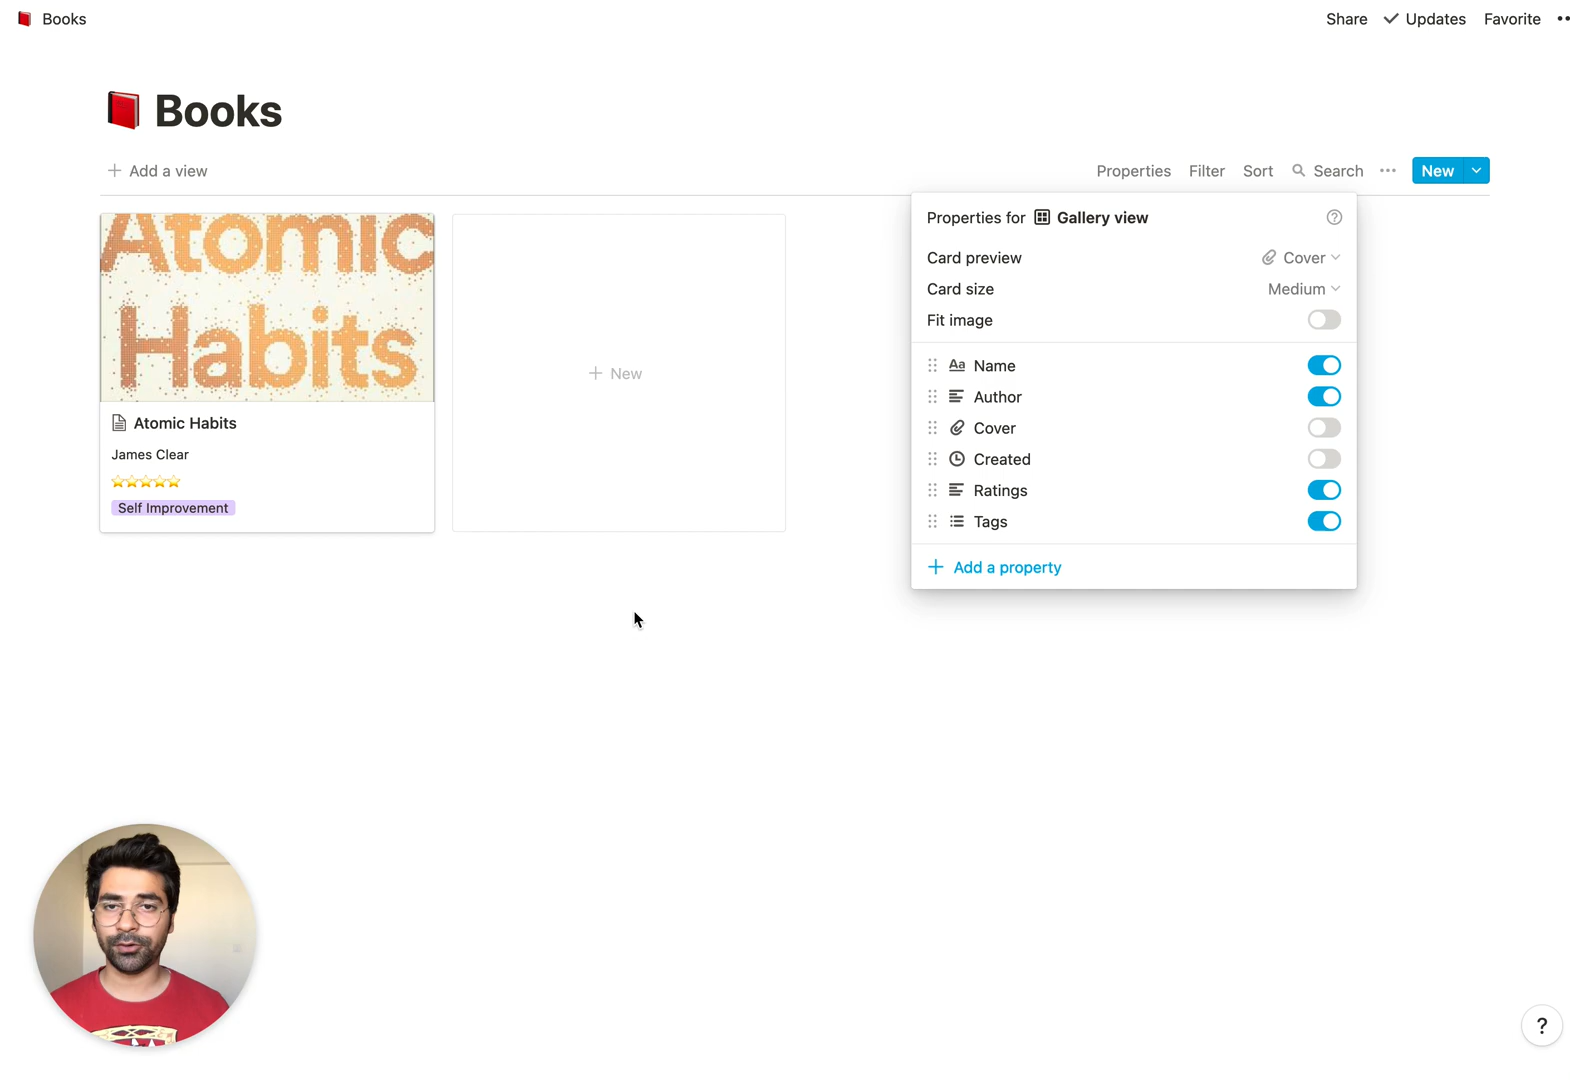 Books
Share Updates Favorite
Books
Add a view
Properties Filter Sort Search New
Properties for Gallery view
Card preview Cover
Card size Medium
Fit image
Aa Name
Author
Cover
Created
Ratings
Tags
+ Add a property
Atomic
Habits
Atomic Habits
James Clear
Self Improvement
+ New
?